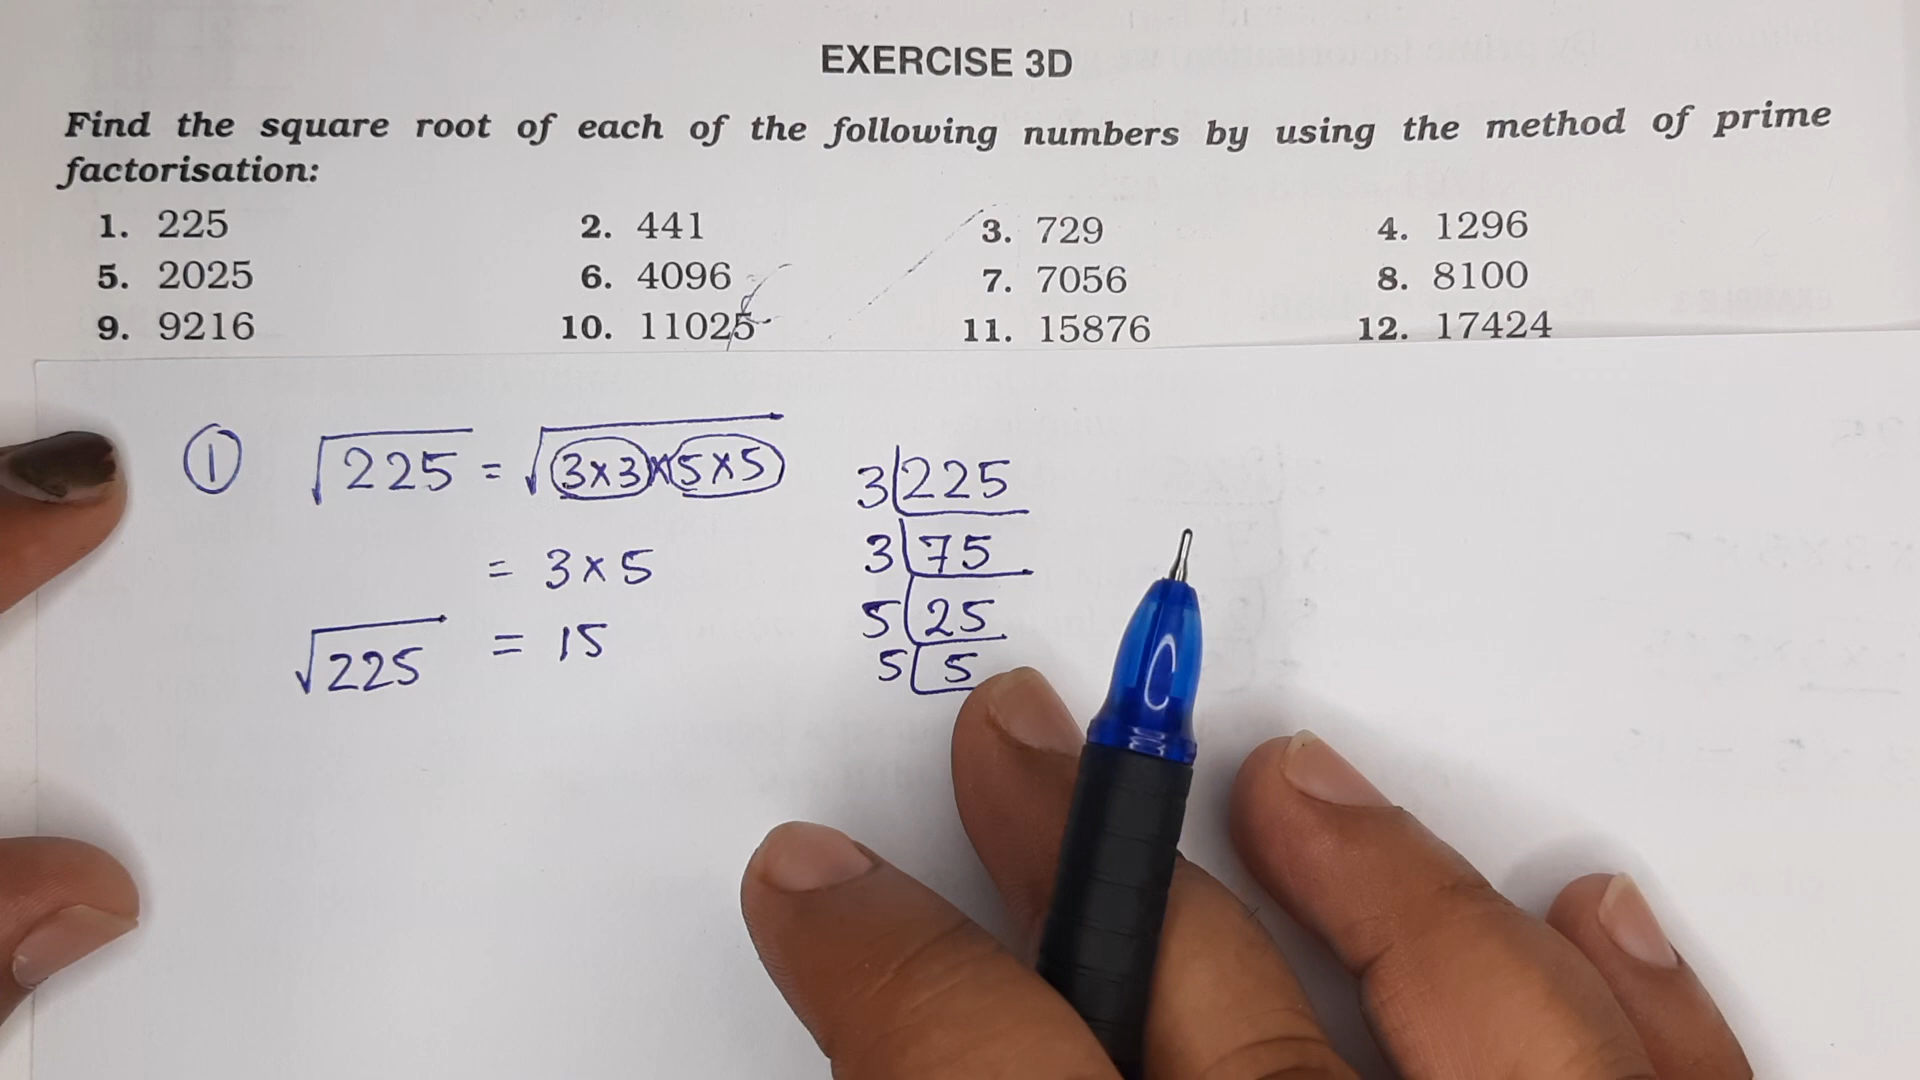 EXERCISE 3D
Find the square root of each of the following numbers by using the method of prime
factorisation:
1. 225 2. 441 3. 729 4. 1296
5. 2025 6. 4096 7. 7056 8. 8100
9. 9216 10. 11025 11. 15876 12. 17424
① √225 = √3×3×5×5
= 3×5
√225 = 15
3|225
3|75
5|25
5|5